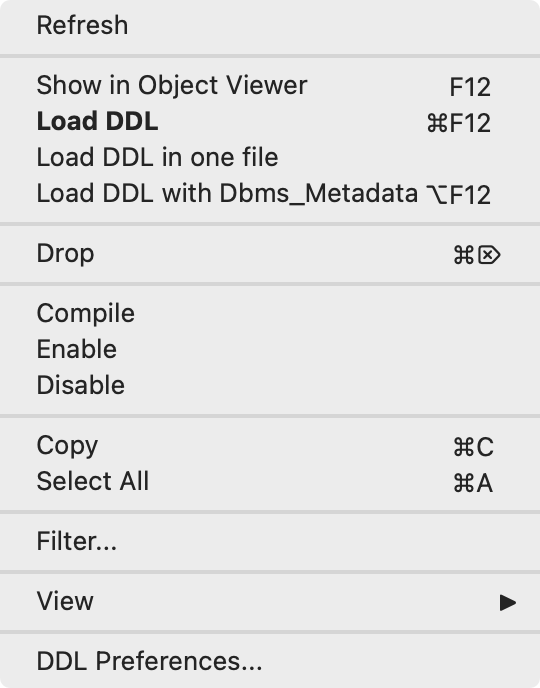 Refresh
Show in Object Viewer F12
Load DDL ⌘F12
Load DDL in one file
Load DDL with Dbms_Metadata ⌥F12
Drop ⌘⌦
Compile
Enable
Disable
Copy ⌘C
Select All ⌘A
Filter...
View ▶
DDL Preferences...